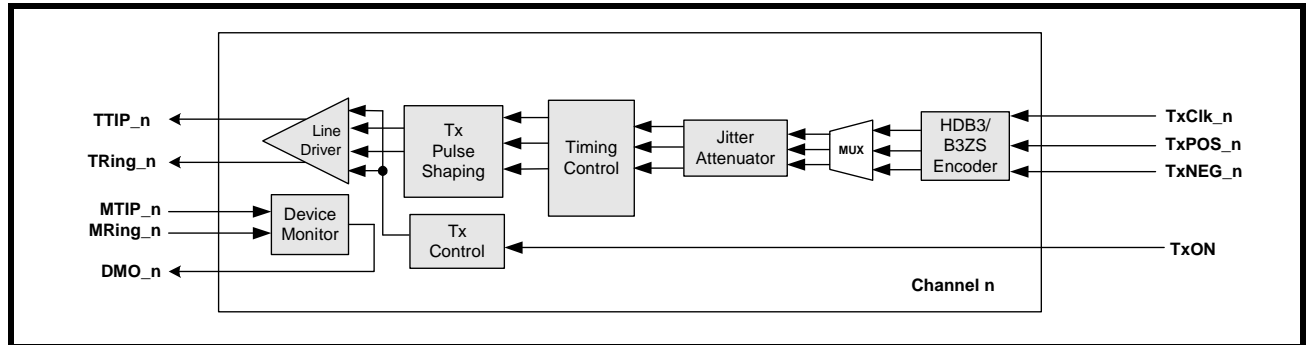 TTIP_n
TRing_n
MTIP_n
MRing_n
DMO_n
Line
Driver
Device
Monitor
Tx
Pulse
Shaping
Tx
Control
Timing
Control
Jitter
Attenuator
MUX
HDB3/
B3ZS
Encoder
TxClk_n
TxPOS_n
TxNEG_n
TxON
Channel n